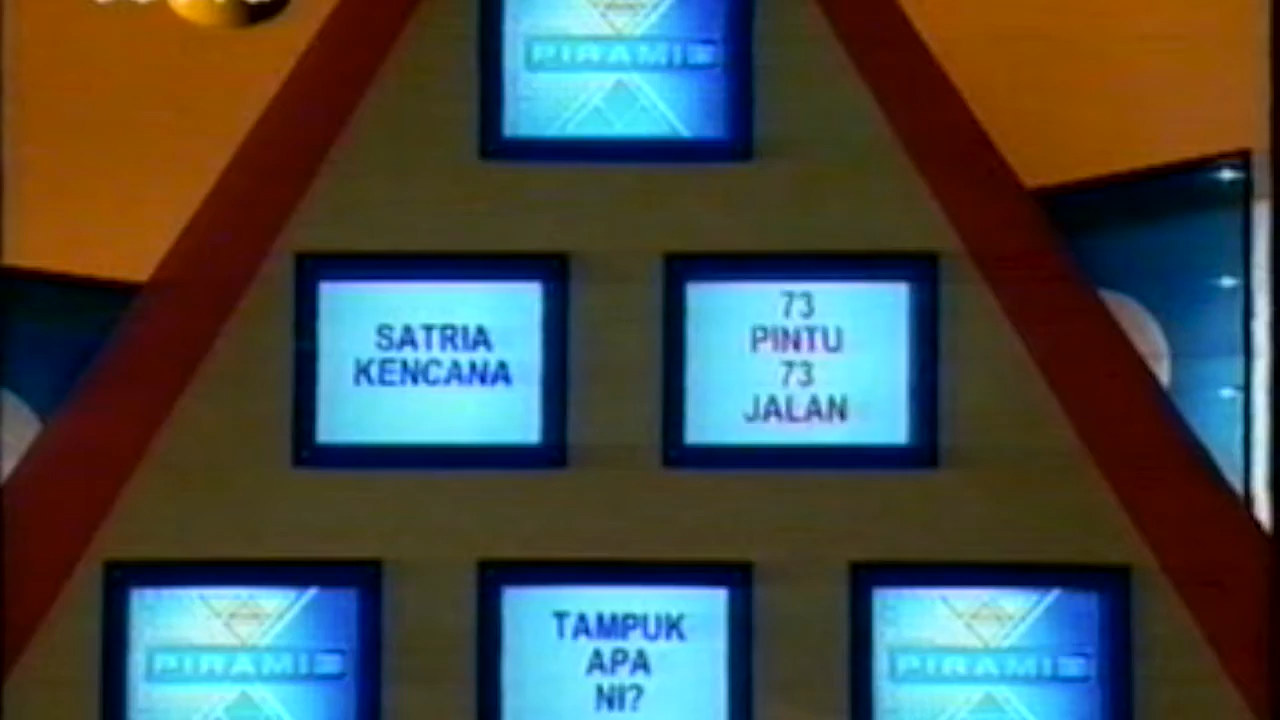 PIRAMID
SATRIA
KENCANA
73
PINTU
73
JALAN
PIRAMID
TAMPUK
APA
NI?
PIRAMID